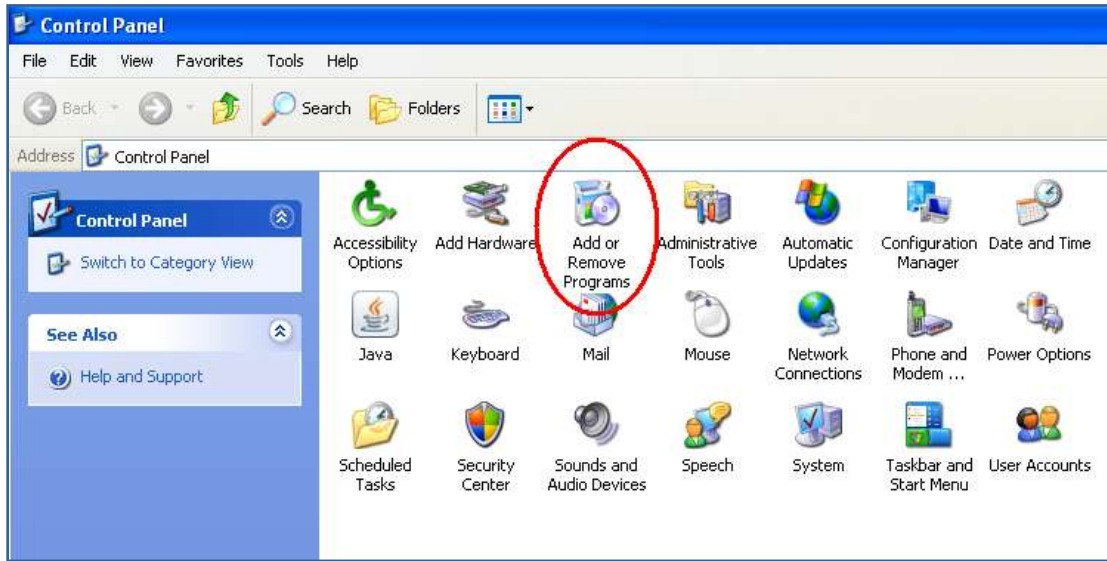 Control Panel
File Edit View Favorites Tools Help
Back Search Folders
Address Control Panel
Control Panel
Switch to Category View
See Also
Help and Support
Accessibility Options
Add Hardware
Add or Remove Programs
Administrative Tools
Automatic Updates
Configuration Manager
Date and Time
Java
Keyboard
Mail
Mouse
Network Connections
Phone and Modem ...
Power Options
Scheduled Tasks
Security Center
Sounds and Audio Devices
Speech
System
Taskbar and Start Menu
User Accounts